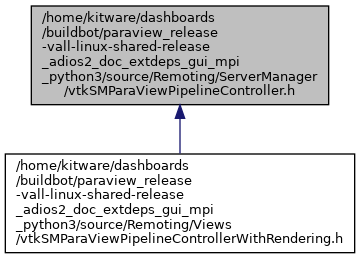 /home/kitware/dashboards
/buildbot/paraview_release
-vall-linux-shared-release
_adios2_doc_extdeps_gui_mpi
_python3/source/Remoting/ServerManager
/vtkSMParaViewPipelineController.h
/home/kitware/dashboards
/buildbot/paraview_release
-vall-linux-shared-release
_adios2_doc_extdeps_gui_mpi
_python3/source/Remoting/Views
/vtkSMParaViewPipelineControllerWithRendering.h